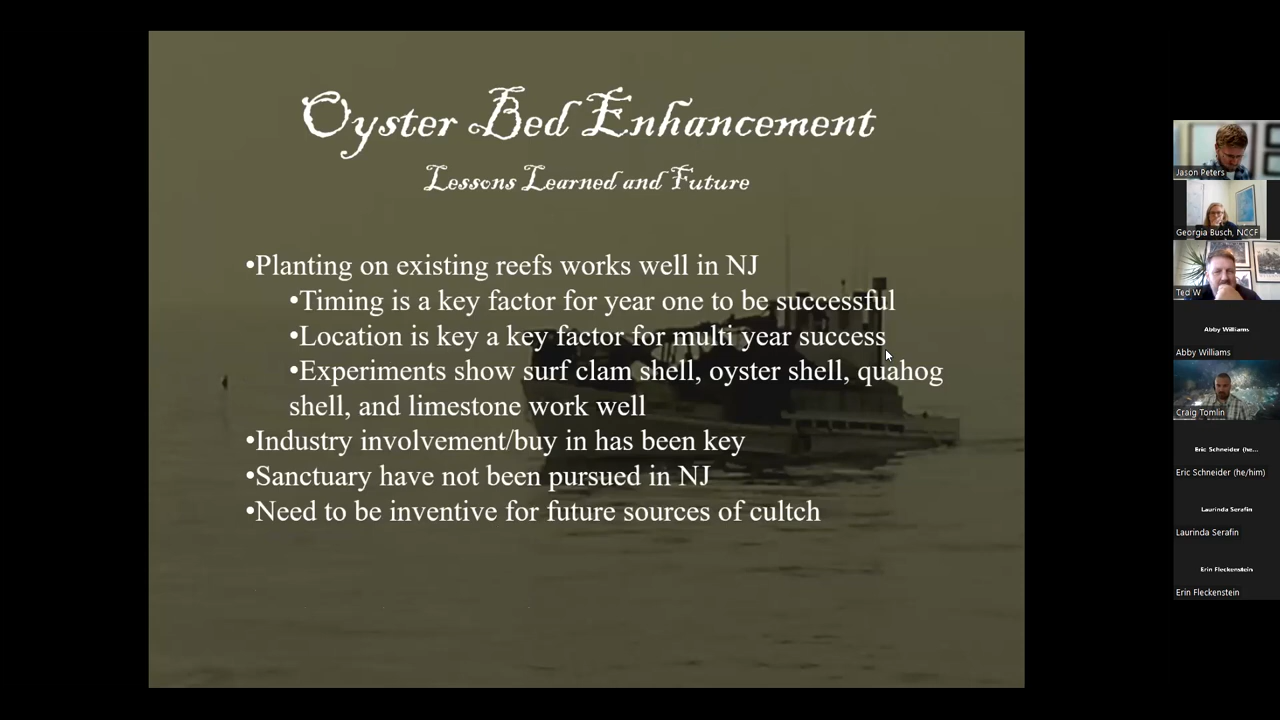 Oyster Bed Enhancement
Lessons Learned and Future
•Planting on existing reefs works well in NJ
•Timing is a key factor for year one to be successful
•Location is key a key factor for multi year success
•Experiments show surf clam shell, oyster shell, quahog
shell, and limestone work well
•Industry involvement/buy in has been key
•Sanctuary have not been pursued in NJ
•Need to be inventive for future sources of cultch
Jason Peters
Georgia Busch, NCCF
Ted W
Abby Williams
Abby Williams
Craig Tomlin
Eric Schneider (he...
Eric Schneider (he/him)
Laurinda Serafin
Laurinda Serafin
Erin Fleckenstein
Erin Fleckenstein